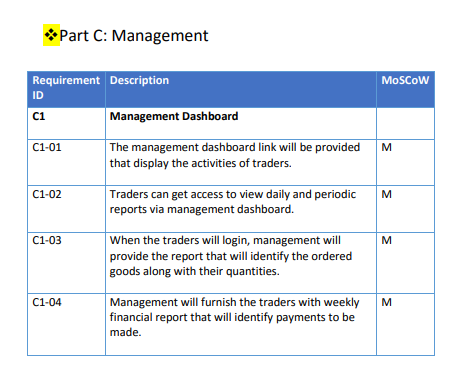 ❖Part C: Management
Requirement ID Description MoSCoW
C1 Management Dashboard
C1-01 The management dashboard link will be provided M
that display the activities of traders.
C1-02 Traders can get access to view daily and periodic M
reports via management dashboard.
C1-03 When the traders will login, management will M
provide the report that will identify the ordered
goods along with their quantities.
C1-04 Management will furnish the traders with weekly M
financial report that will identify payments to be
made.